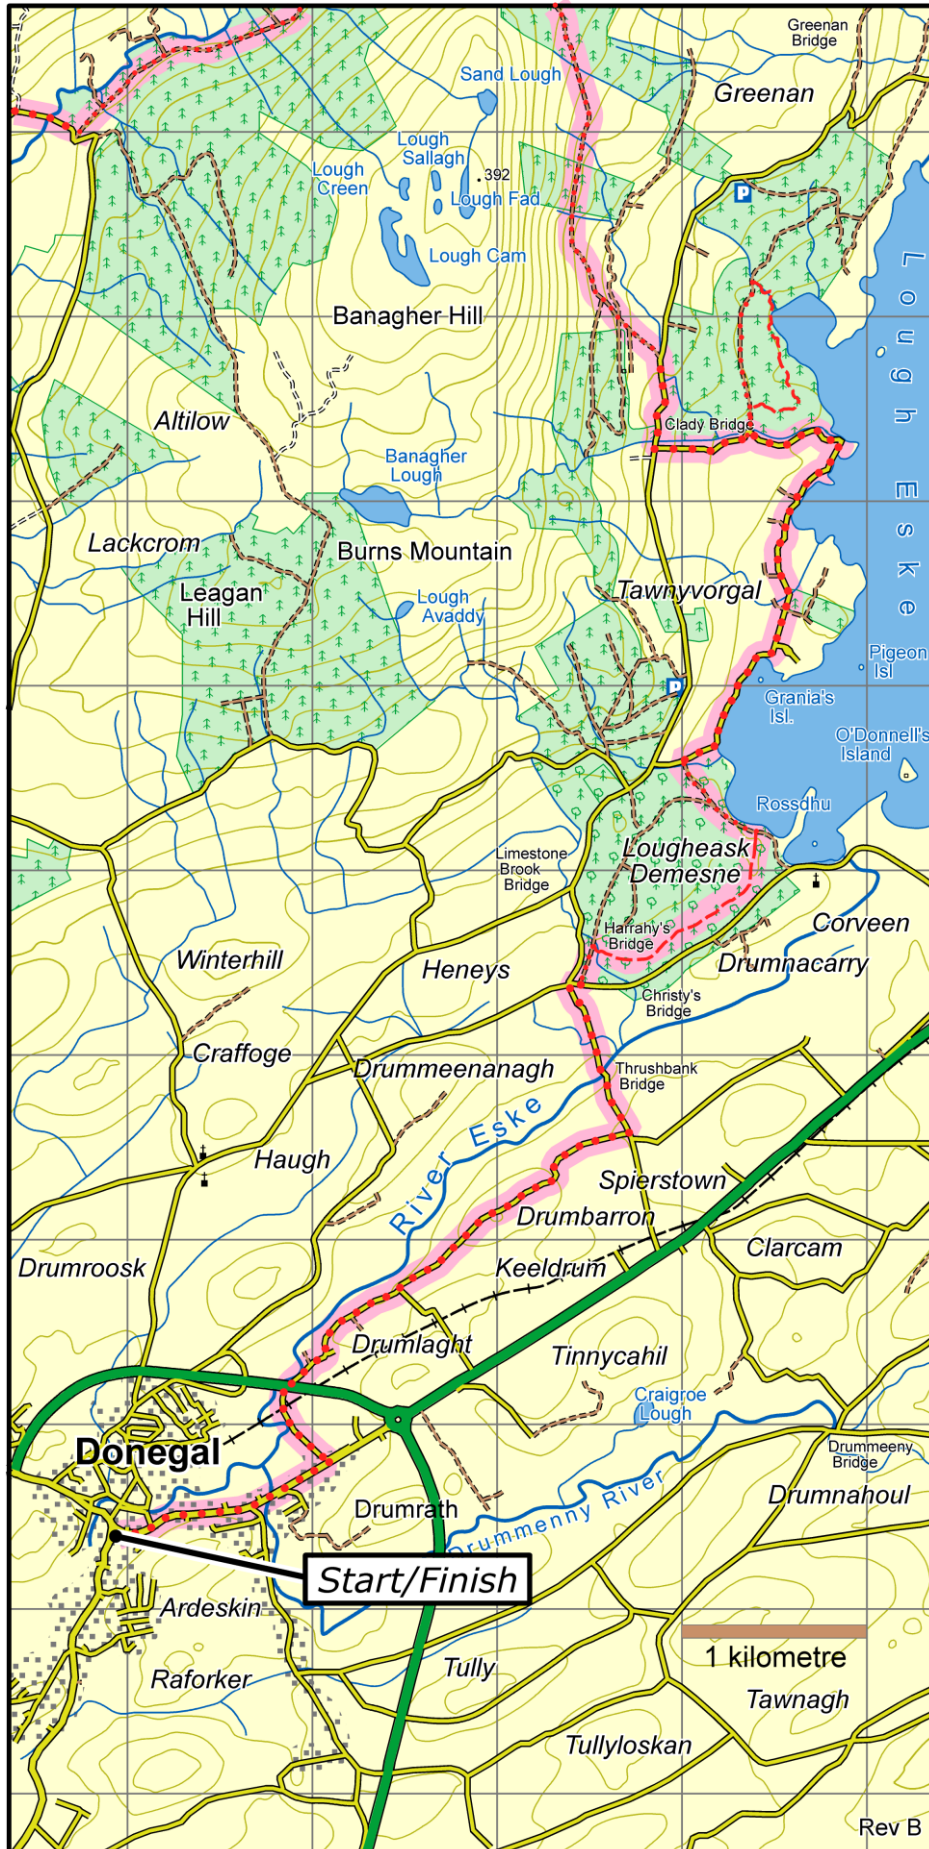 Greenan
Bridge
Sand Lough
Greenan
Lough
Sallagh
Lough
Creen
.392
Lough Fad
P
Lough Cam
Lough Eske
Banagher Hill
Altilow
Clady Bridge
Banagher
Lough
Lackcrom
Burns Mountain
Leagan
Hill
Lough
Avaddy
Tawnyvorgal
Pigeon
Isl
P
Grania's
Isl.
O'Donnell's
Island
Rossdhu
Limestone
Brook
Bridge
Lougheask
Demesne
Harrahy's
Bridge
Corveen
Winterhill
Heneys
Drumnacarry
Christy's
Bridge
Craffoge
Drummeenanagh
Thrushbank
Bridge
River Eske
Haugh
Spierstown
Drumbarron
Drumroosk
Keeldrum
Clarcam
Drumlaght
Tinnycahil
Craigroe
Lough
Donegal
Drummeeny
Bridge
Drumrath
Drumnahoul
Drummenny River
Start/Finish
Ardeskin
1 kilometre
Raforker
Tully
Tawnagh
Tullyloskan
Rev B